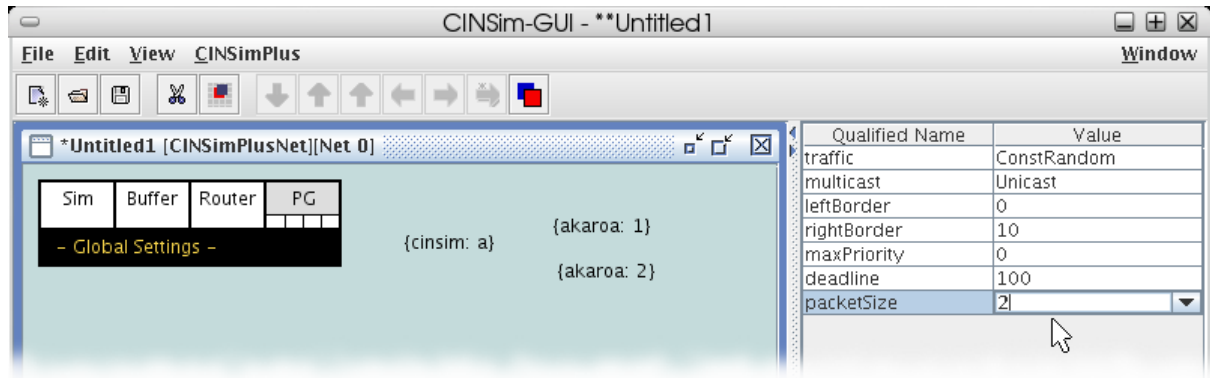 CINSim-GUI - **Untitled1
File Edit View CINSimPlus Window
*Untitled1 [CINSimPlusNet][Net 0]
Sim Buffer Router PG
- Global Settings -
{cinsim: a}
{akaroa: 1}
{akaroa: 2}
Qualified Name Value
traffic ConstRandom
multicast Unicast
leftBorder 0
rightBorder 10
maxPriority 0
deadline 100
packetSize 2